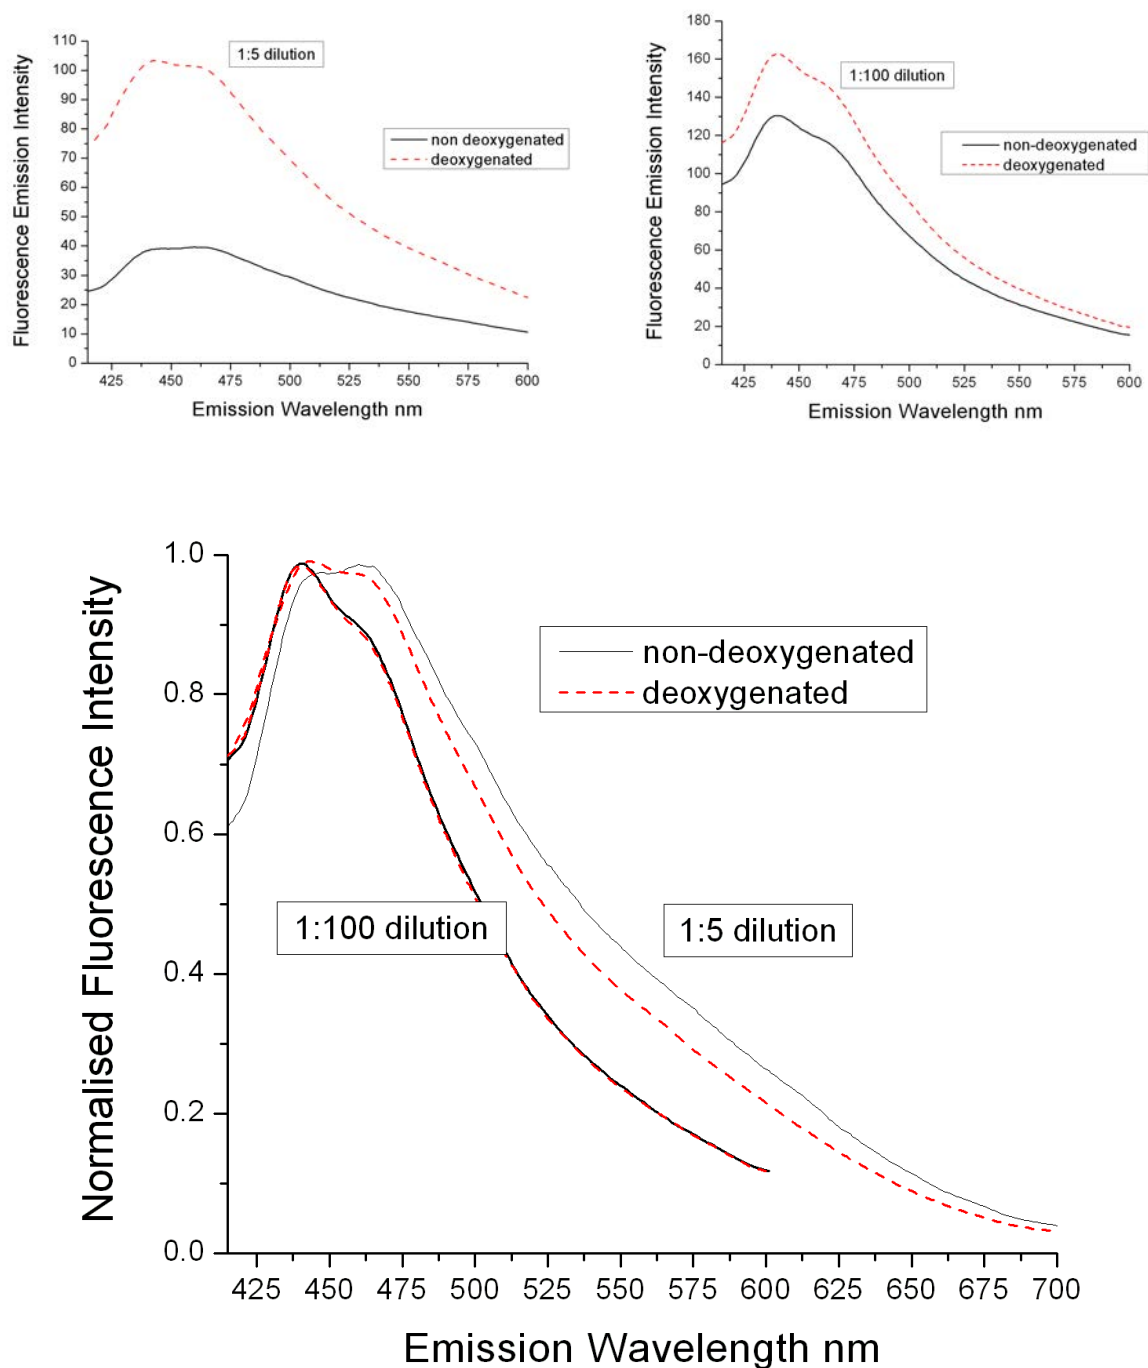 110
100
90
80
70
60
50
40
30
20
10
0
Fluorescence Emission Intensity
1:5 dilution
non deoxygenated
deoxygenated
425 450 475 500 525 550 575 600
Emission Wavelength nm
180
160
140
120
100
80
60
40
20
0
Fluorescence Emission Intensity
1:100 dilution
non-deoxygenated
deoxygenated
425 450 475 500 525 550 575 600
Emission Wavelength nm
1.0
0.8
0.6
0.4
0.2
0.0
Normalised Fluorescence Intensity
non-deoxygenated
deoxygenated
1:100 dilution
1:5 dilution
425 450 475 500 525 550 575 600 625 650 675 700
Emission Wavelength nm